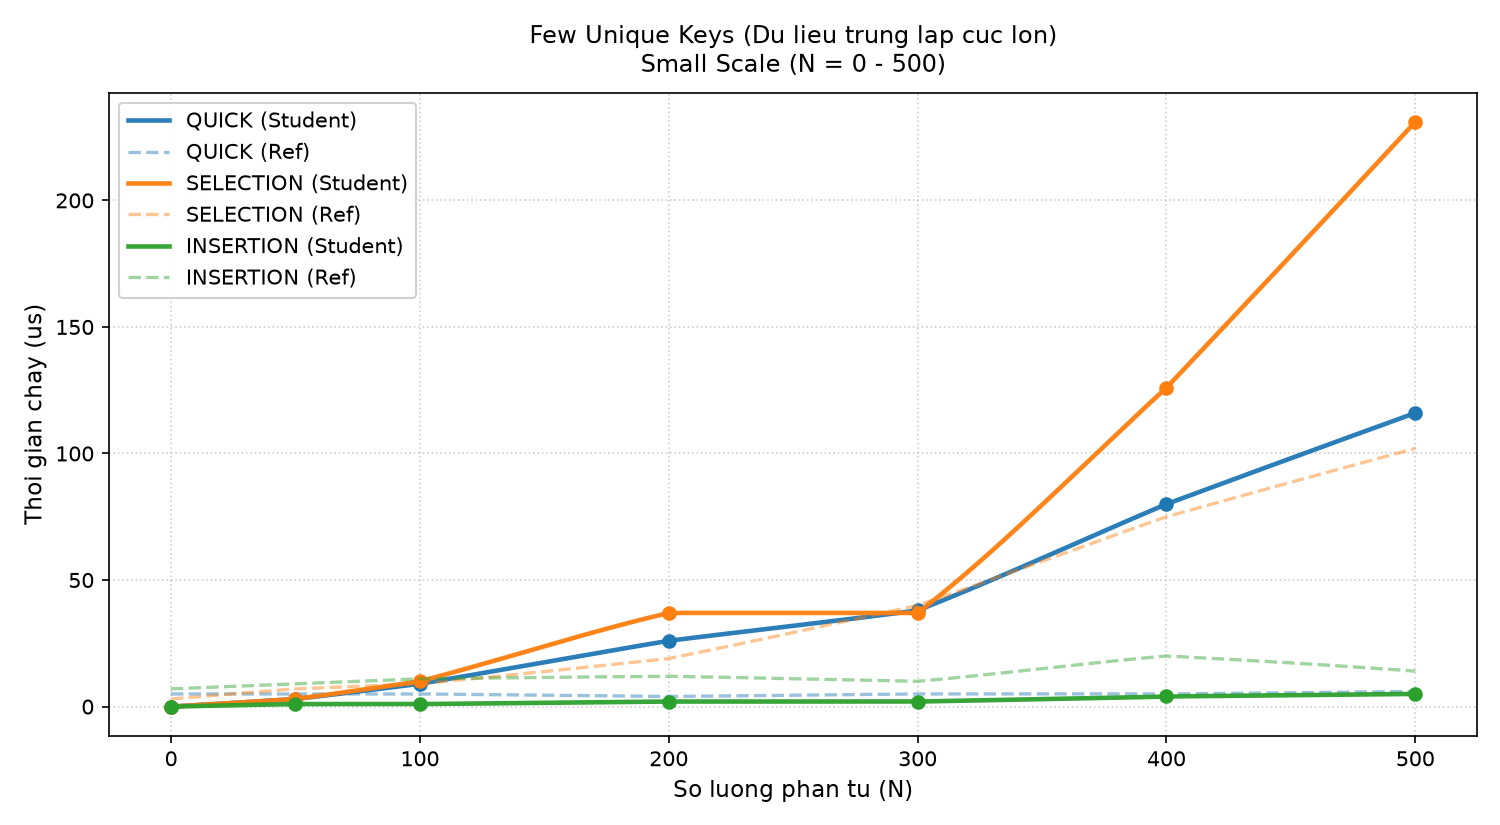 Few Unique Keys (Du lieu trung lap cuc lon)
Small Scale (N = 0 - 500)
QUICK (Student)
QUICK (Ref)
SELECTION (Student)
SELECTION (Ref)
INSERTION (Student)
INSERTION (Ref)
Thoi gian chay (us)
200
150
100
50
0
0
100
200
300
400
500
So luong phan tu (N)